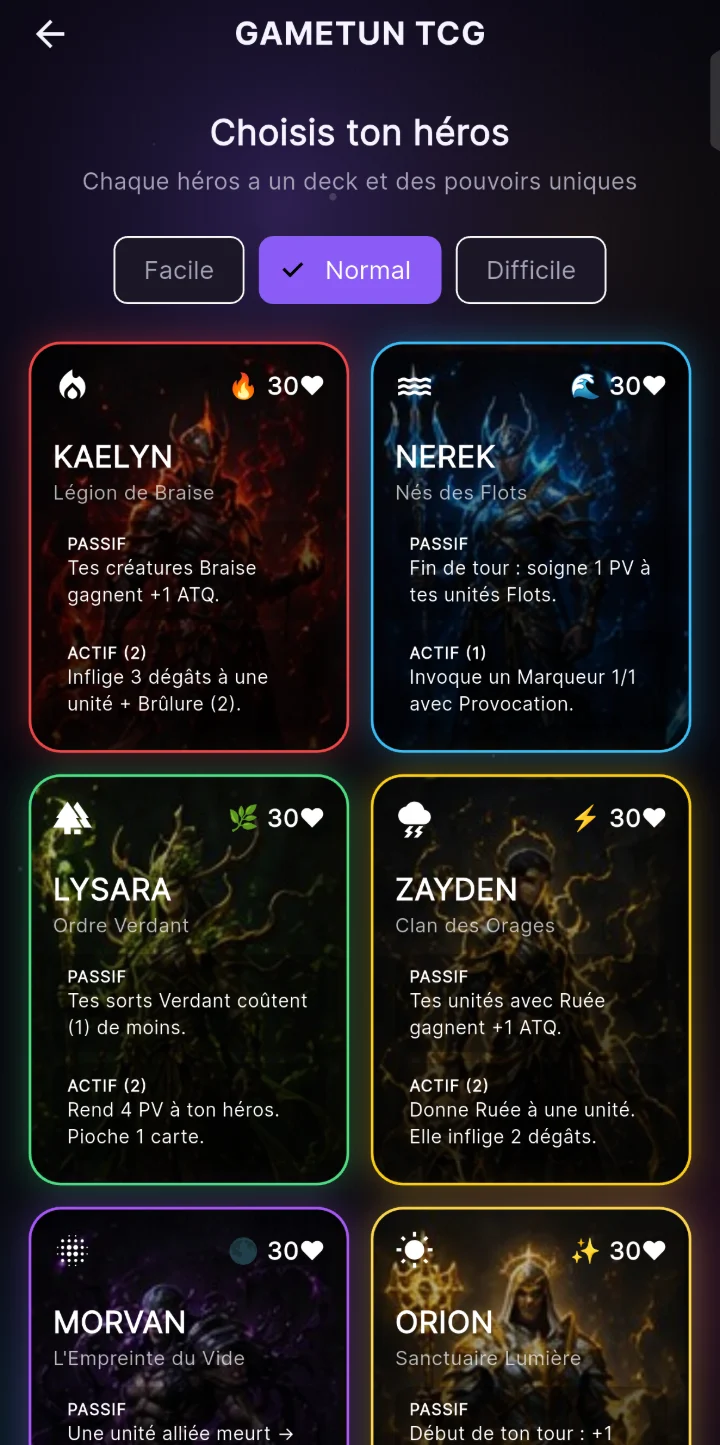 GAMETUN TCG
Choisis ton héros
Chaque héros a un deck et des pouvoirs uniques
Facile
Normal
Difficile
30
KAELYN
Légion de Braise
PASSIF
Tes créatures Braise
gagnent +1 ATQ.
ACTIF (2)
Inflige 3 dégâts à une
unité + Brûlure (2).
30
NEREK
Nés des Flots
PASSIF
Fin de tour : soigne 1 PV à
tes unités Flots.
ACTIF (1)
Invoque un Marqueur 1/1
avec Provocation.
30
LYSARA
Ordre Verdant
PASSIF
Tes sorts Verdant coûtent
(1) de moins.
ACTIF (2)
Rend 4 PV à ton héros.
Pioche 1 carte.
30
ZAYDEN
Clan des Orages
PASSIF
Tes unités avec Ruée
gagnent +1 ATQ.
ACTIF (2)
Donne Ruée à une unité.
Elle inflige 2 dégâts.
30
MORVAN
L'Empreinte du Vide
PASSIF
Une unité alliée meurt →
30
ORION
Sanctuaire Lumière
PASSIF
Début de ton tour : +1